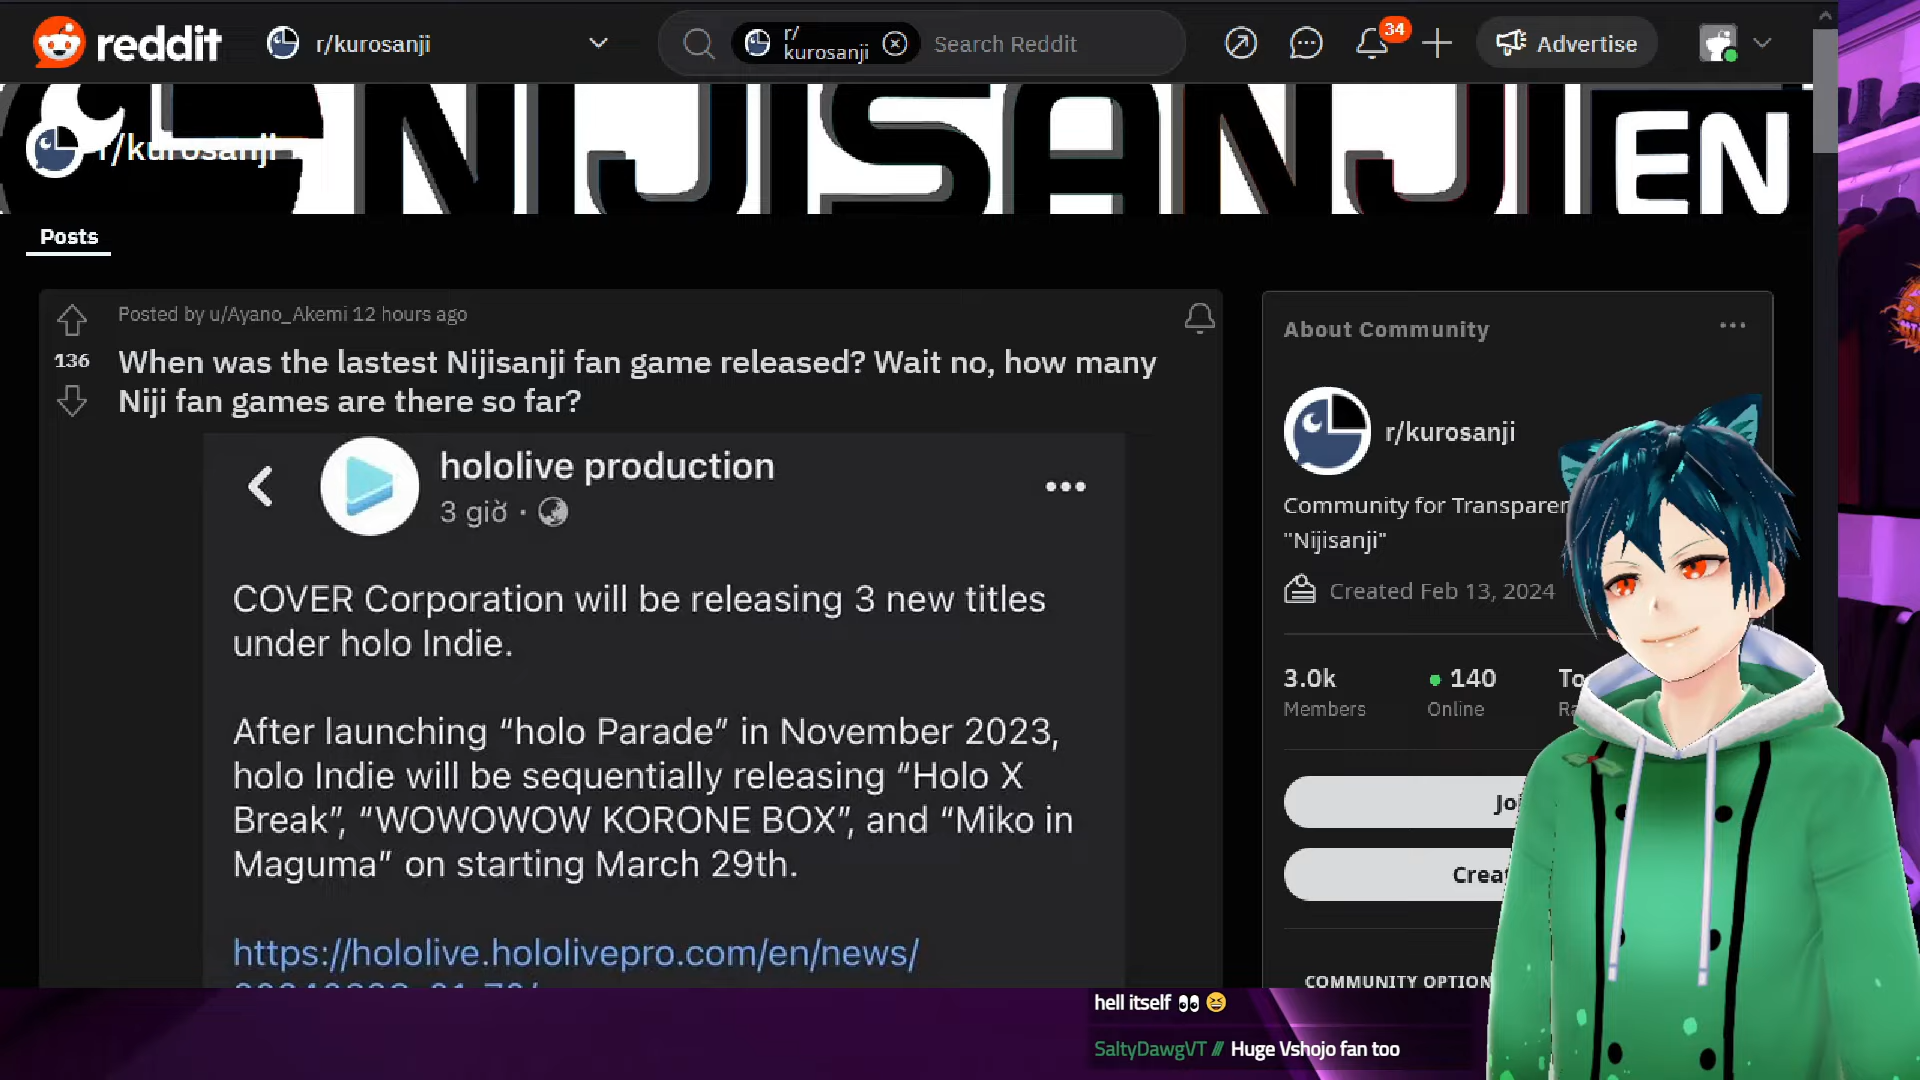 reddit
r/kurosanji
r/
kurosanji
Search Reddit
34
Advertise
NIJISANJI EN
r/kurosanji
Posts
Posted by u/Ayano_Akemi 12 hours ago
136
When was the lastest Nijisanji fan game released? Wait no, how many
Niji fan games are there so far?
hololive production
3 giờ ·
COVER Corporation will be releasing 3 new titles
under holo Indie.
After launching “holo Parade” in November 2023,
holo Indie will be sequentially releasing “Holo X
Break”, “WOWOWOW KORONE BOX”, and “Miko in
Maguma” on starting March 29th.
https://hololive.hololivepro.com/en/news/
About Community
r/kurosanji
Community for Transparen
"Nijisanji"
Created Feb 13, 2024
3.0k
140
To
Members
Online
Ra
Joi
Creat
COMMUNITY OPTION
hell itself 👀 😆
SaltyDawgVT // Huge Vshojo fan too